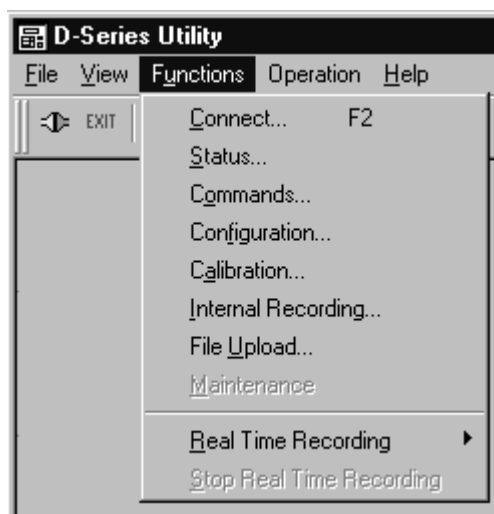 D-Series Utility
File View Functions Operation Help
EXIT
Connect... F2
Status...
Commands...
Configuration...
Calibration...
Internal Recording...
File Upload...
Maintenance
Real Time Recording
Stop Real Time Recording